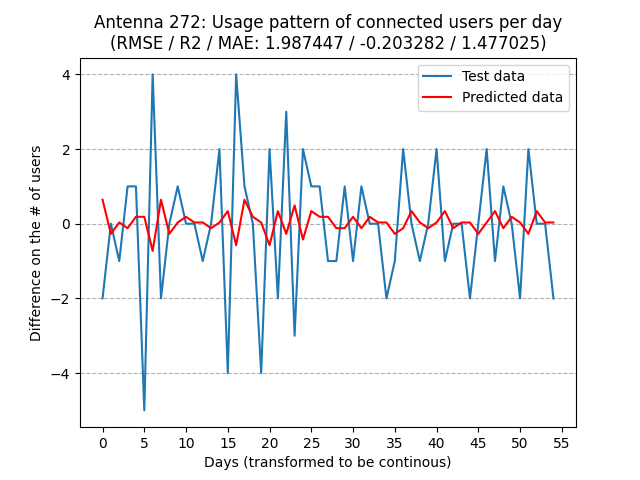 Antenna 272: Usage pattern of connected users per day
(RMSE / R2 / MAE: 1.987447 / -0.203282 / 1.477025)
Test data
Predicted data
Difference on the # of users
4
2
0
−2
−4
0 5 10 15 20 25 30 35 40 45 50 55
Days (transformed to be continous)